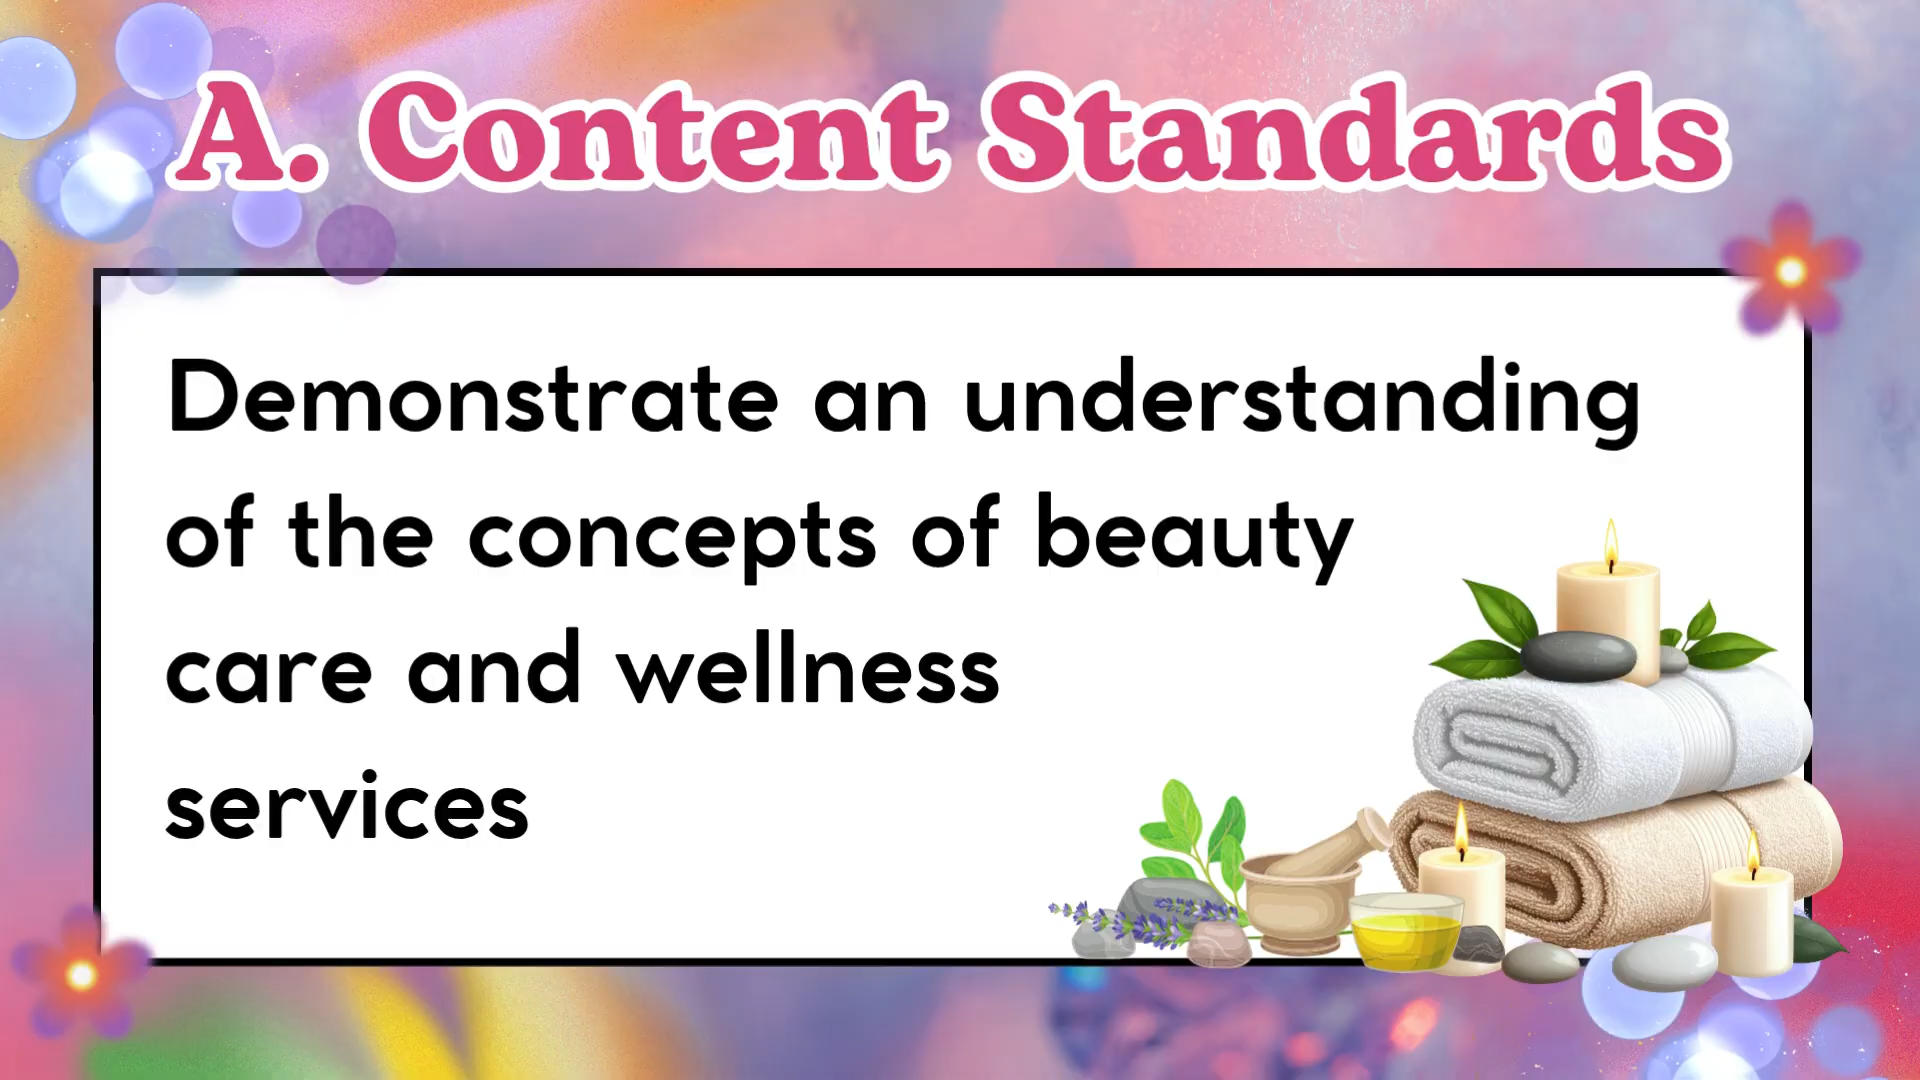 A. Content Standards
Demonstrate an understanding
of the concepts of beauty
care and wellness
services